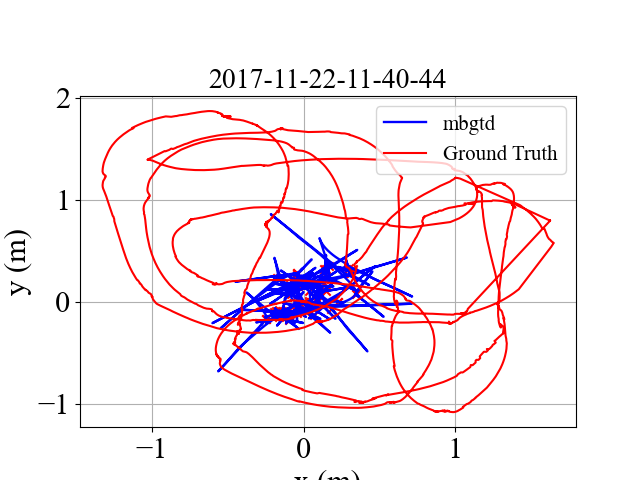 2017-11-22-11-40-44
mbgtd
Ground Truth
y (m)
2
1
0
−1
−1 0 1
x (m)